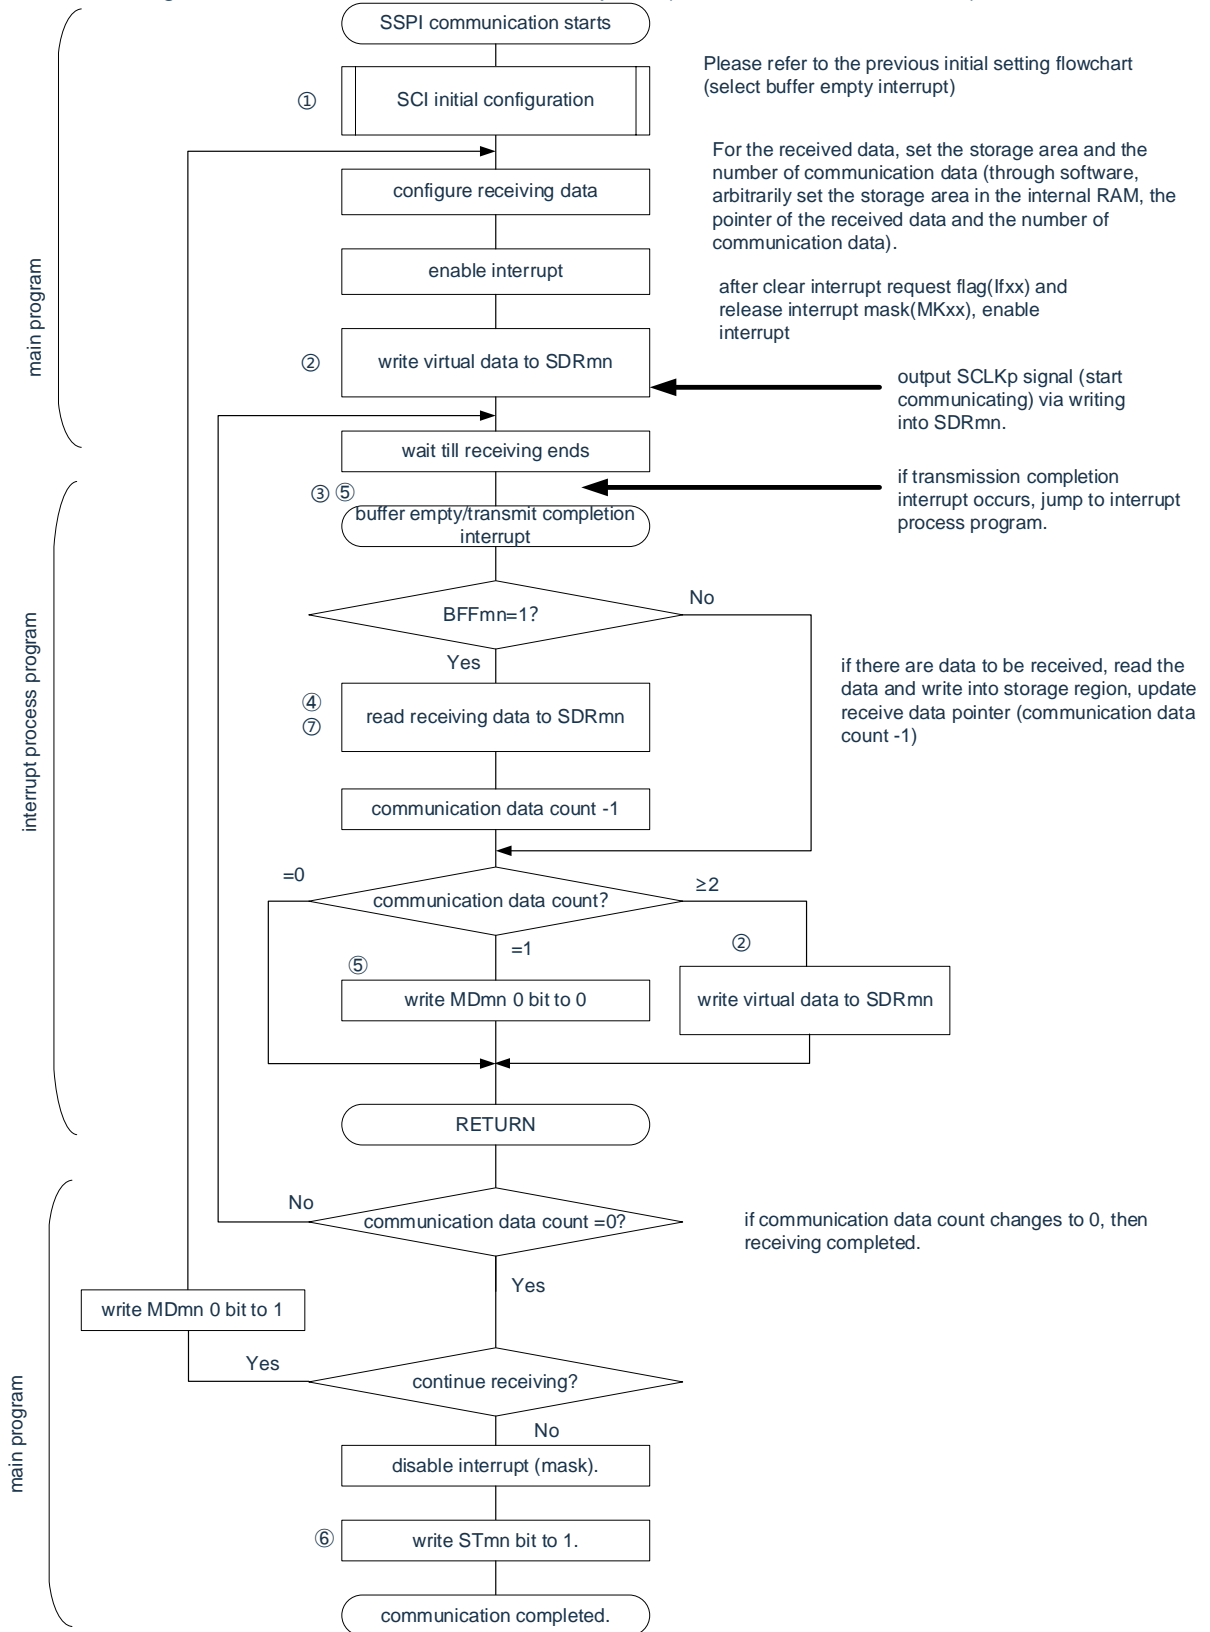 SSPI communication starts
Please refer to the previous initial setting flowchart
(select buffer empty interrupt)
①
SCI initial configuration
For the received data, set the storage area and the
number of communication data (through software,
arbitrarily set the storage area in the internal RAM, the
pointer of the received data and the number of
communication data).
configure receiving data
main program
enable interrupt
after clear interrupt request flag(Ifxx) and
release interrupt mask(MKxx), enable
interrupt
②
write virtual data to SDRmn
output SCLKp signal (start
communicating) via writing
into SDRmn.
wait till receiving ends
if transmission completion
interrupt occurs, jump to interrupt
process program.
③ ⑤
buffer empty/transmit completion
interrupt
interrupt process program
BFFmn=1?
No
Yes
if there are data to be received, read the
data and write into storage region, update
receive data pointer (communication data
count -1)
④
⑦
read receiving data to SDRmn
communication data count -1
=0
communication data count?
≥2
=1
②
⑤
write MDmn 0 bit to 0
write virtual data to SDRmn
RETURN
No
communication data count =0?
if communication data count changes to 0, then
receiving completed.
Yes
write MDmn 0 bit to 1
Yes
continue receiving?
No
main program
disable interrupt (mask).
⑥
write STmn bit to 1.
communication completed.